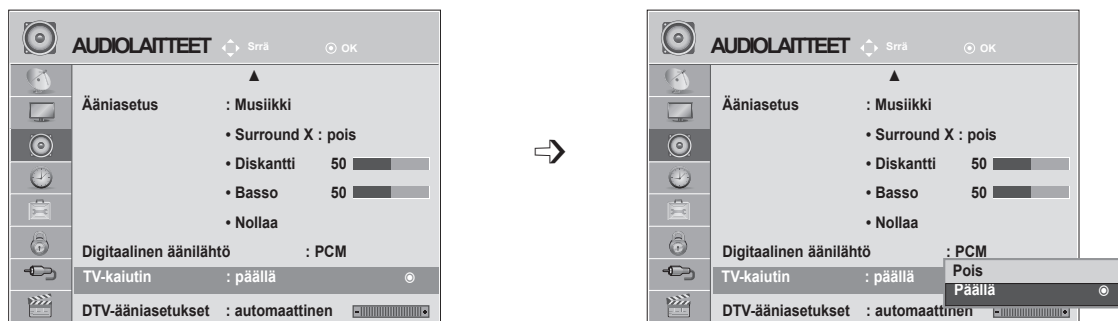 AUDIOLAITTEET Srrä OK
Ääniasetus : Musiikki
• Surround X : pois
• Diskantti 50
• Basso 50
• Nollaa
Digitaalinen äänilähtö : PCM
TV-kaiutin : päällä
DTV-ääniasetukset : automaattinen
AUDIOLAITTEET Srrä OK
Ääniasetus : Musiikki
• Surround X : pois
• Diskantti 50
• Basso 50
• Nollaa
Digitaalinen äänilähtö : PCM
TV-kaiutin : päällä
Pois
Päällä
DTV-ääniasetukset : automaattinen